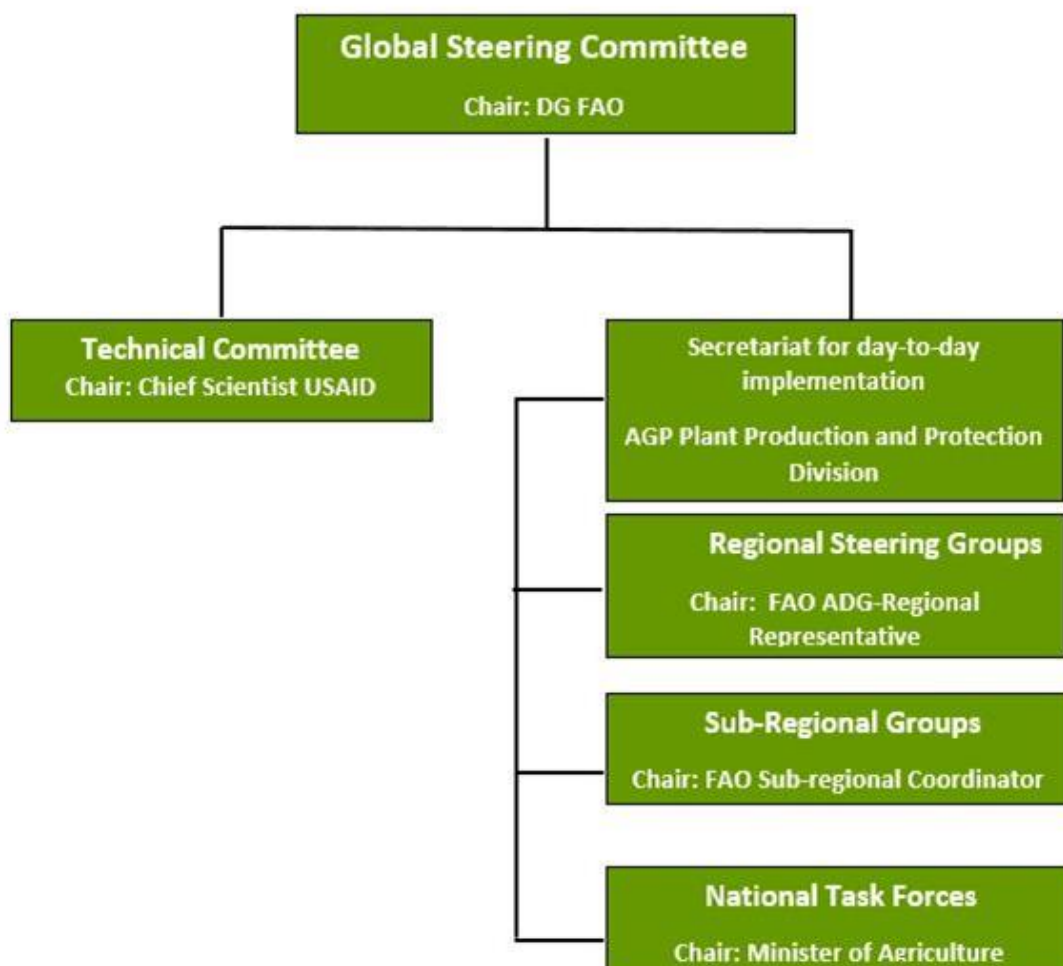 Global Steering Committee
Chair: DG FAO
Technical Committee
Chair: Chief Scientist USAID
Secretariat for day-to-day
implementation
AGP Plant Production and Protection
Division
Regional Steering Groups
Chair: FAO ADG-Regional
Representative
Sub-Regional Groups
Chair: FAO Sub-regional Coordinator
National Task Forces
Chair: Minister of Agriculture